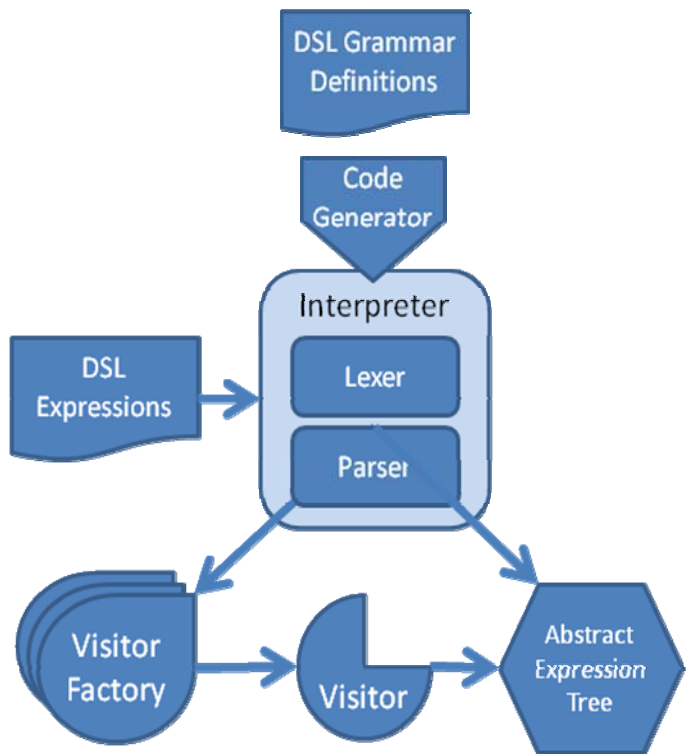 DSL Grammar
Definitions
Code
Generator
Interpreter
Lexer
DSL
Expressions
Parser
Visitor
Factory
Visitor
Abstract
Expression
Tree